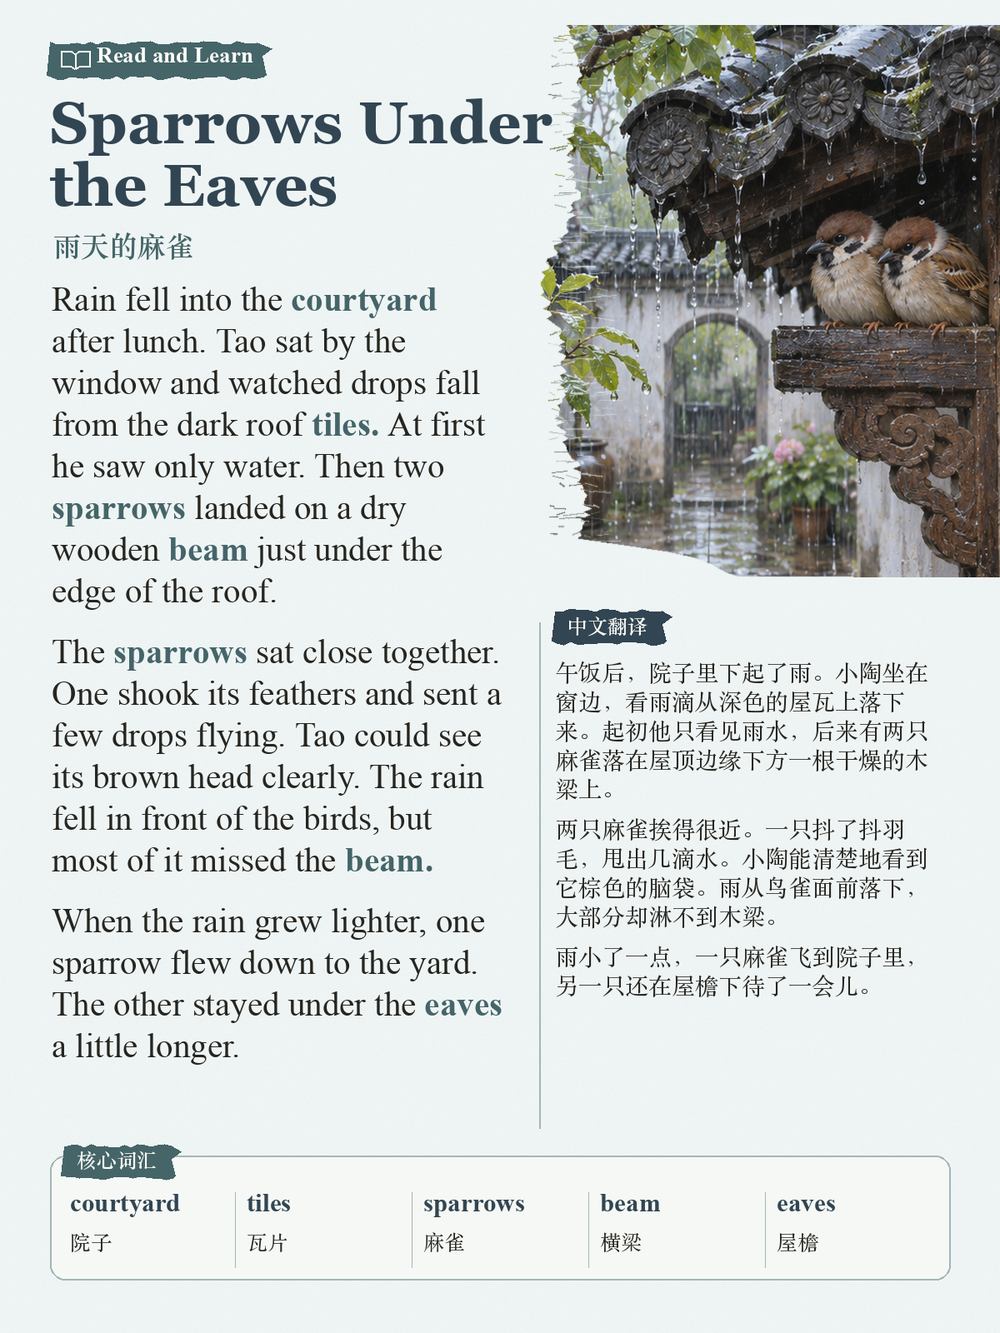 Read and Learn
Sparrows Under
the Eaves
雨天的麻雀
Rain fell into the courtyard
after lunch. Tao sat by the
window and watched drops fall
from the dark roof tiles. At first
he saw only water. Then two
sparrows landed on a dry
wooden beam just under the
edge of the roof.
The sparrows sat close together.
One shook its feathers and sent a
few drops flying. Tao could see
its brown head clearly. The rain
fell in front of the birds, but
most of it missed the beam.
When the rain grew lighter, one
sparrow flew down to the yard.
The other stayed under the eaves
a little longer.
中文翻译
午饭后，院子里下起了雨。小陶坐在
窗边，看雨滴从深色的屋瓦上落下
来。起初他只看见雨水，后来有两只
麻雀落在屋顶边缘下方一根干燥的木
梁上。
两只麻雀挨得很近。一只抖了抖羽
毛，甩出几滴水。小陶能清楚地看到
它棕色的脑袋。雨从鸟雀面前落下，
大部分却淋不到木梁。
雨小了一点，一只麻雀飞到院子里，
另一只还在屋檐下待了一会儿。
核心词汇
courtyard
院子
tiles
瓦片
sparrows
麻雀
beam
横梁
eaves
屋檐